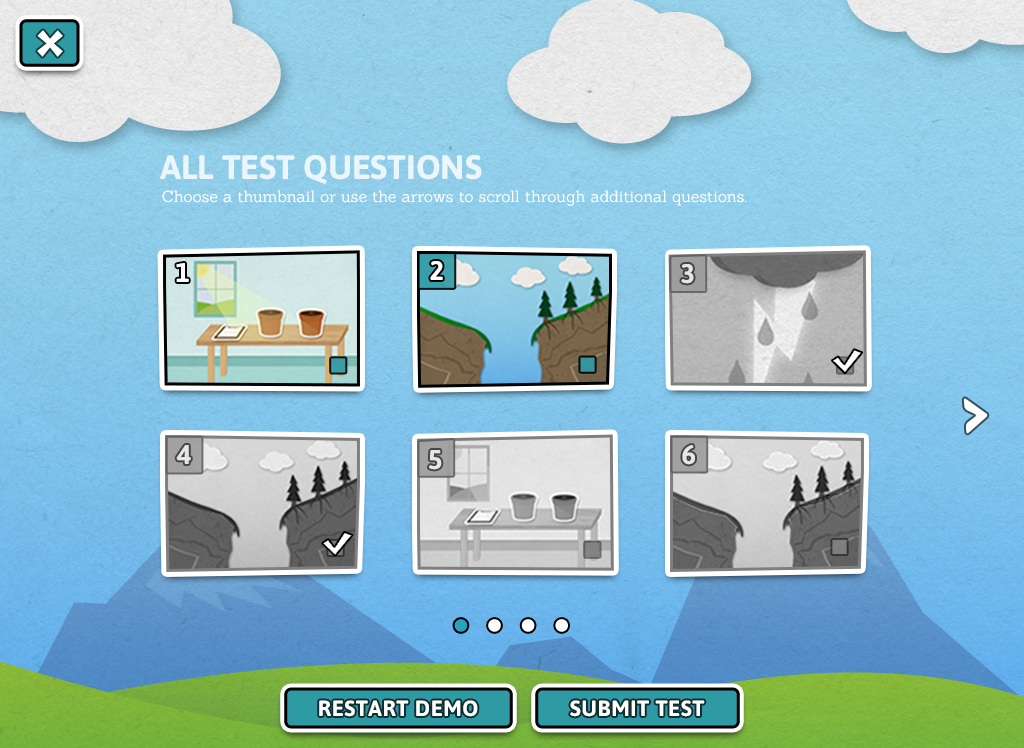 ALL TEST QUESTIONS
Choose a thumbnail or use the arrows to scroll through additional questions.
1
2
3
4
5
6
RESTART DEMO
SUBMIT TEST